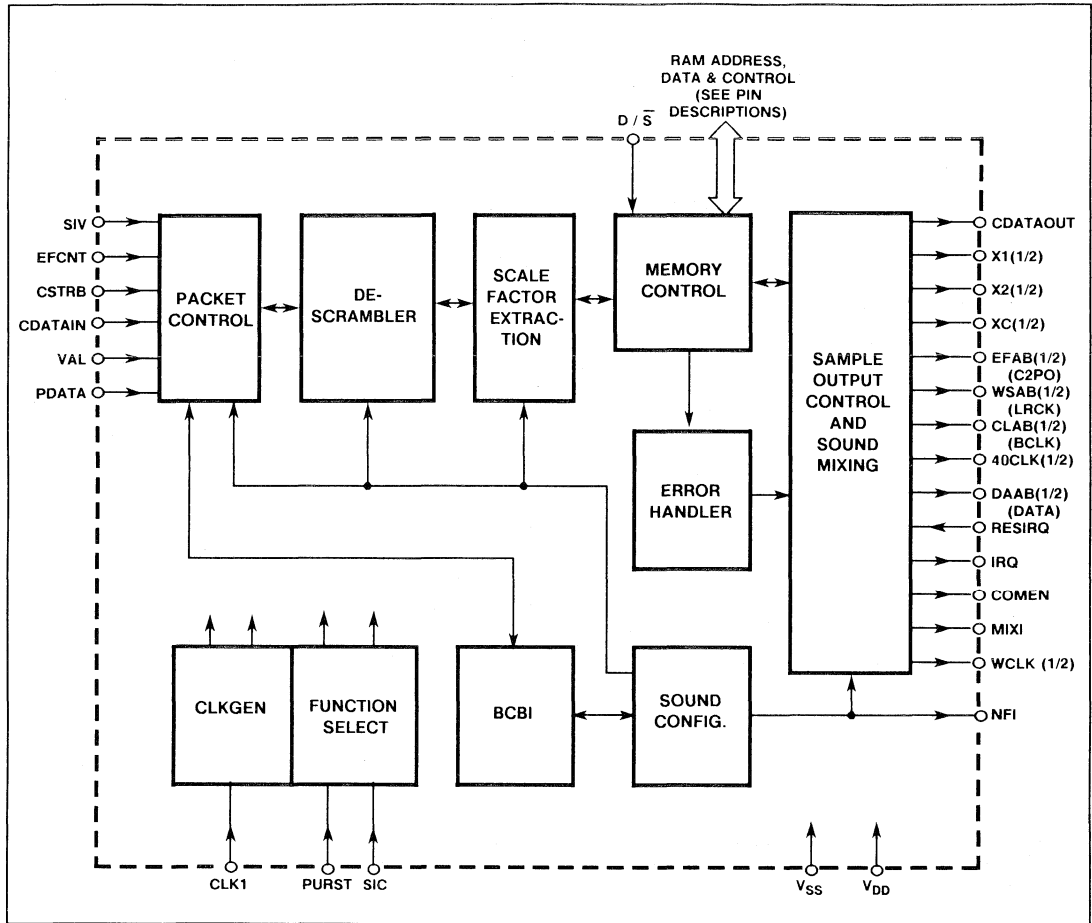 RAM ADDRESS,
DATA & CONTROL
(SEE PIN
DESCRIPTIONS)
D / S̅
SIV
EFCNT
CSTRB
CDATAIN
VAL
PDATA
PACKET
CONTROL
DE-
SCRAMBLER
SCALE
FACTOR
EXTRAC-
TION
MEMORY
CONTROL
ERROR
HANDLER
SAMPLE
OUTPUT
CONTROL
AND
SOUND
MIXING
CDATAOUT
X1(1/2)
X2(1/2)
XC(1/2)
EFAB(1/2)
(C2PO)
WSAB(1/2)
(LRCK)
CLAB(1/2)
(BCLK)
40CLK(1/2)
DAAB(1/2)
(DATA)
RESIRQ
IRQ
COMEN
MIXI
WCLK (1/2)
NFI
CLKGEN
FUNCTION
SELECT
BCBI
SOUND
CONFIG.
CLK1
PURST
SIC
VSS
VDD